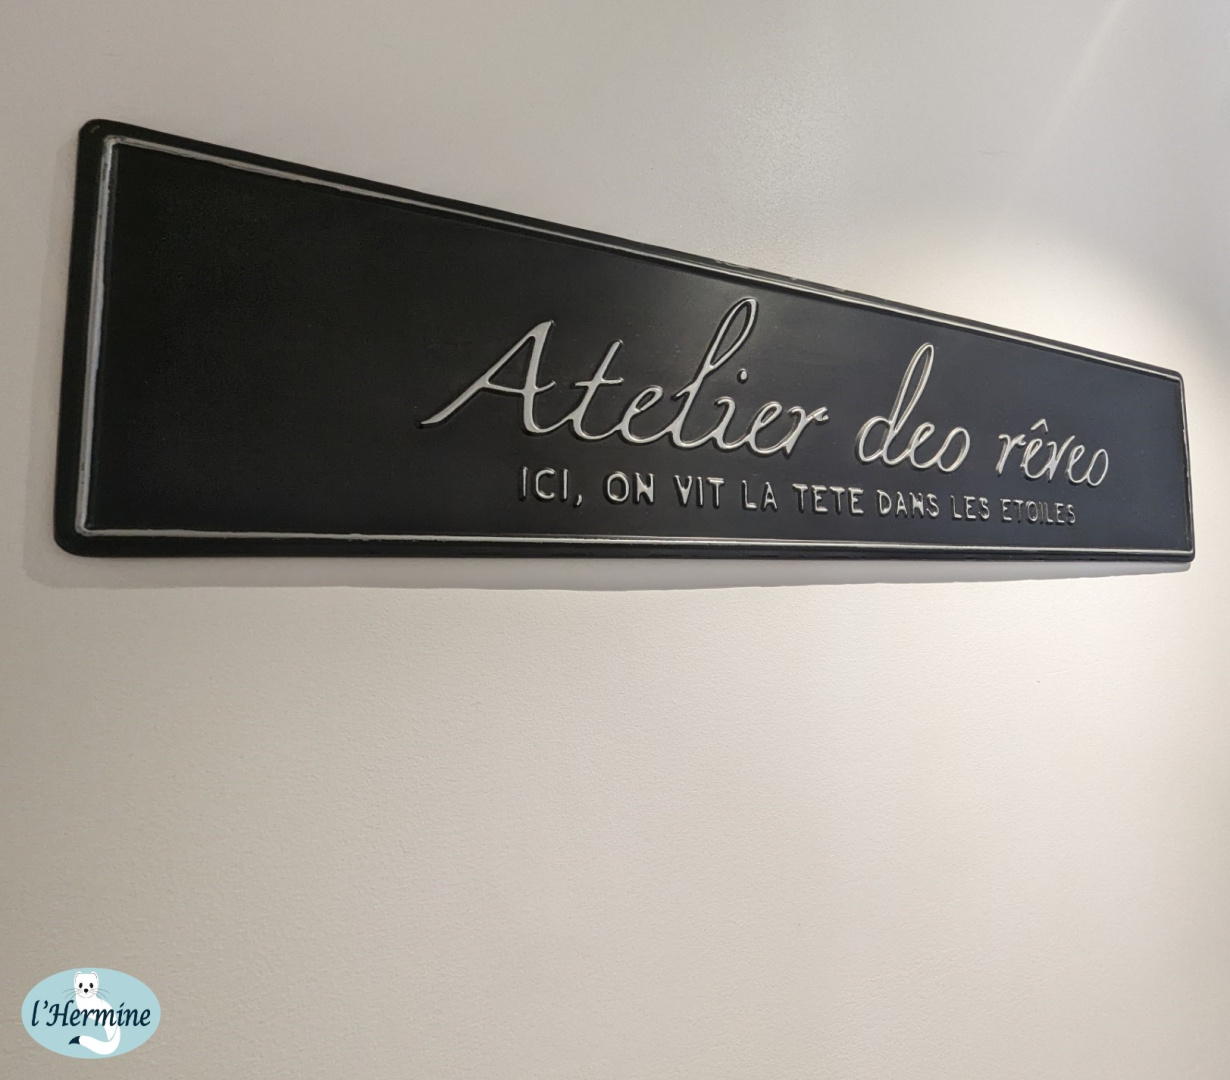 Atelier des rêves
ICI, ON VIT LA TETE DANS LES ETOILES
l'Hermine